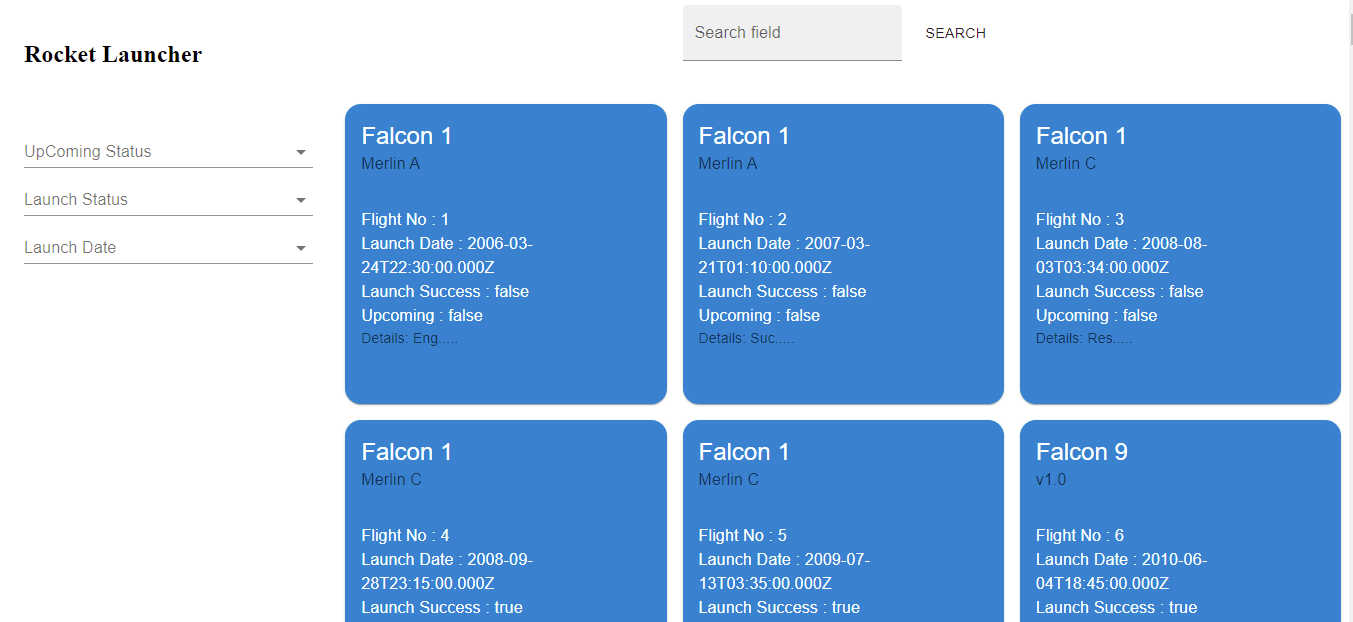 Search field
SEARCH
Rocket Launcher
UpComing Status
Launch Status
Launch Date
Falcon 1
Merlin A
Flight No : 1
Launch Date : 2006-03-
24T22:30:00.000Z
Launch Success : false
Upcoming : false
Details: Eng.....
Falcon 1
Merlin A
Flight No : 2
Launch Date : 2007-03-
21T01:10:00.000Z
Launch Success : false
Upcoming : false
Details: Suc.....
Falcon 1
Merlin C
Flight No : 3
Launch Date : 2008-08-
03T03:34:00.000Z
Launch Success : false
Upcoming : false
Details: Res.....
Falcon 1
Merlin C
Flight No : 4
Launch Date : 2008-09-
28T23:15:00.000Z
Launch Success : true
Falcon 1
Merlin C
Flight No : 5
Launch Date : 2009-07-
13T03:35:00.000Z
Launch Success : true
Falcon 9
v1.0
Flight No : 6
Launch Date : 2010-06-
04T18:45:00.000Z
Launch Success : true